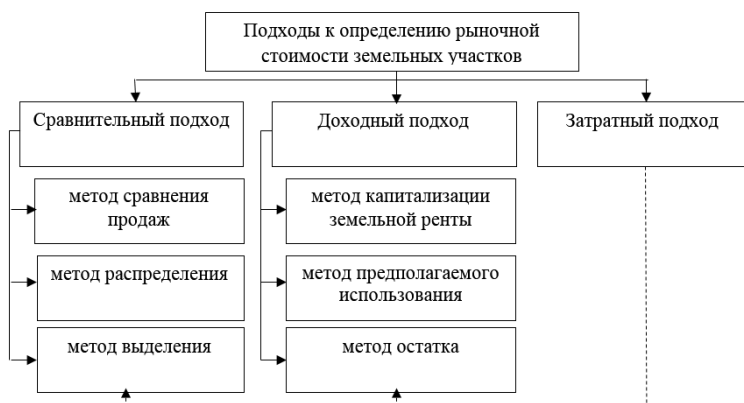 Подходы к определению рыночной
стоимости земельных участков
Сравнительный подход
Доходный подход
Затратный подход
метод сравнения
продаж
метод капитализации
земельной ренты
метод распределения
метод предполагаемого
использования
метод выделения
метод остатка